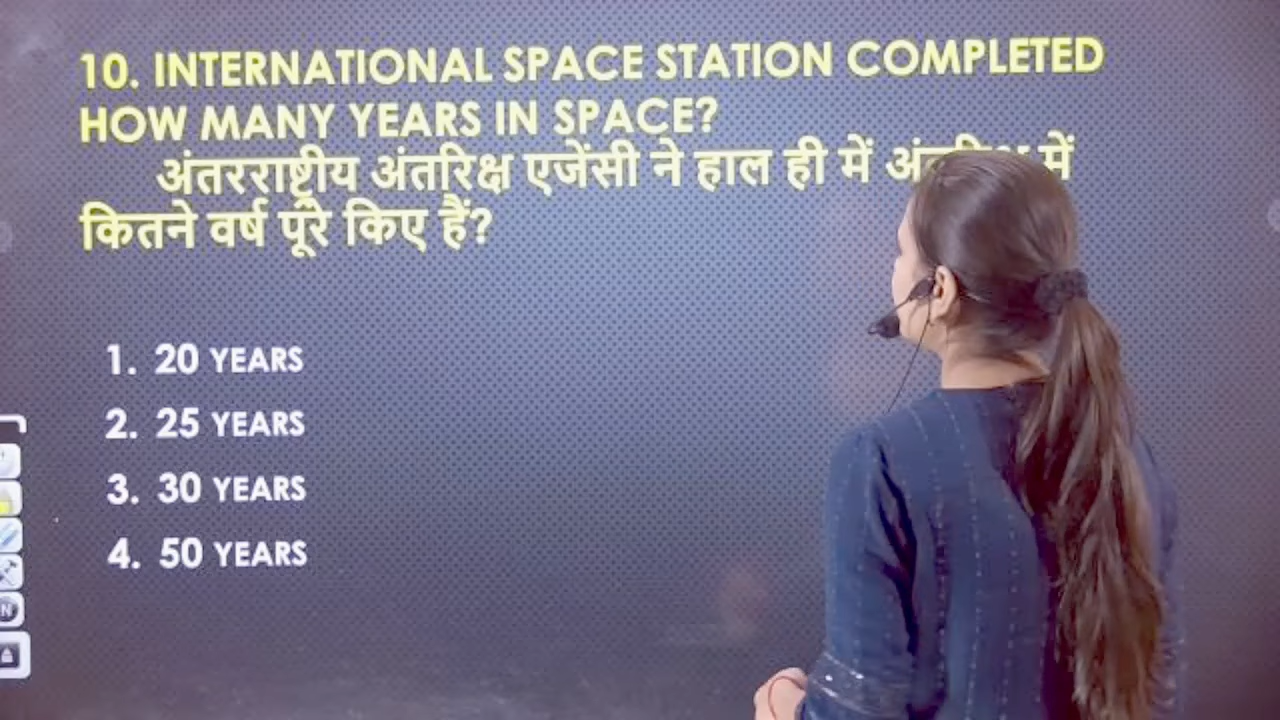 10. INTERNATIONAL SPACE STATION COMPLETED
HOW MANY YEARS IN SPACE?
अंतरराष्ट्रीय अंतरिक्ष एजेंसी ने हाल ही में में
कितने वर्ष पूरे किए हैं?
1. 20 YEARS
2. 25 YEARS
3. 30 YEARS
4. 50 YEARS
N